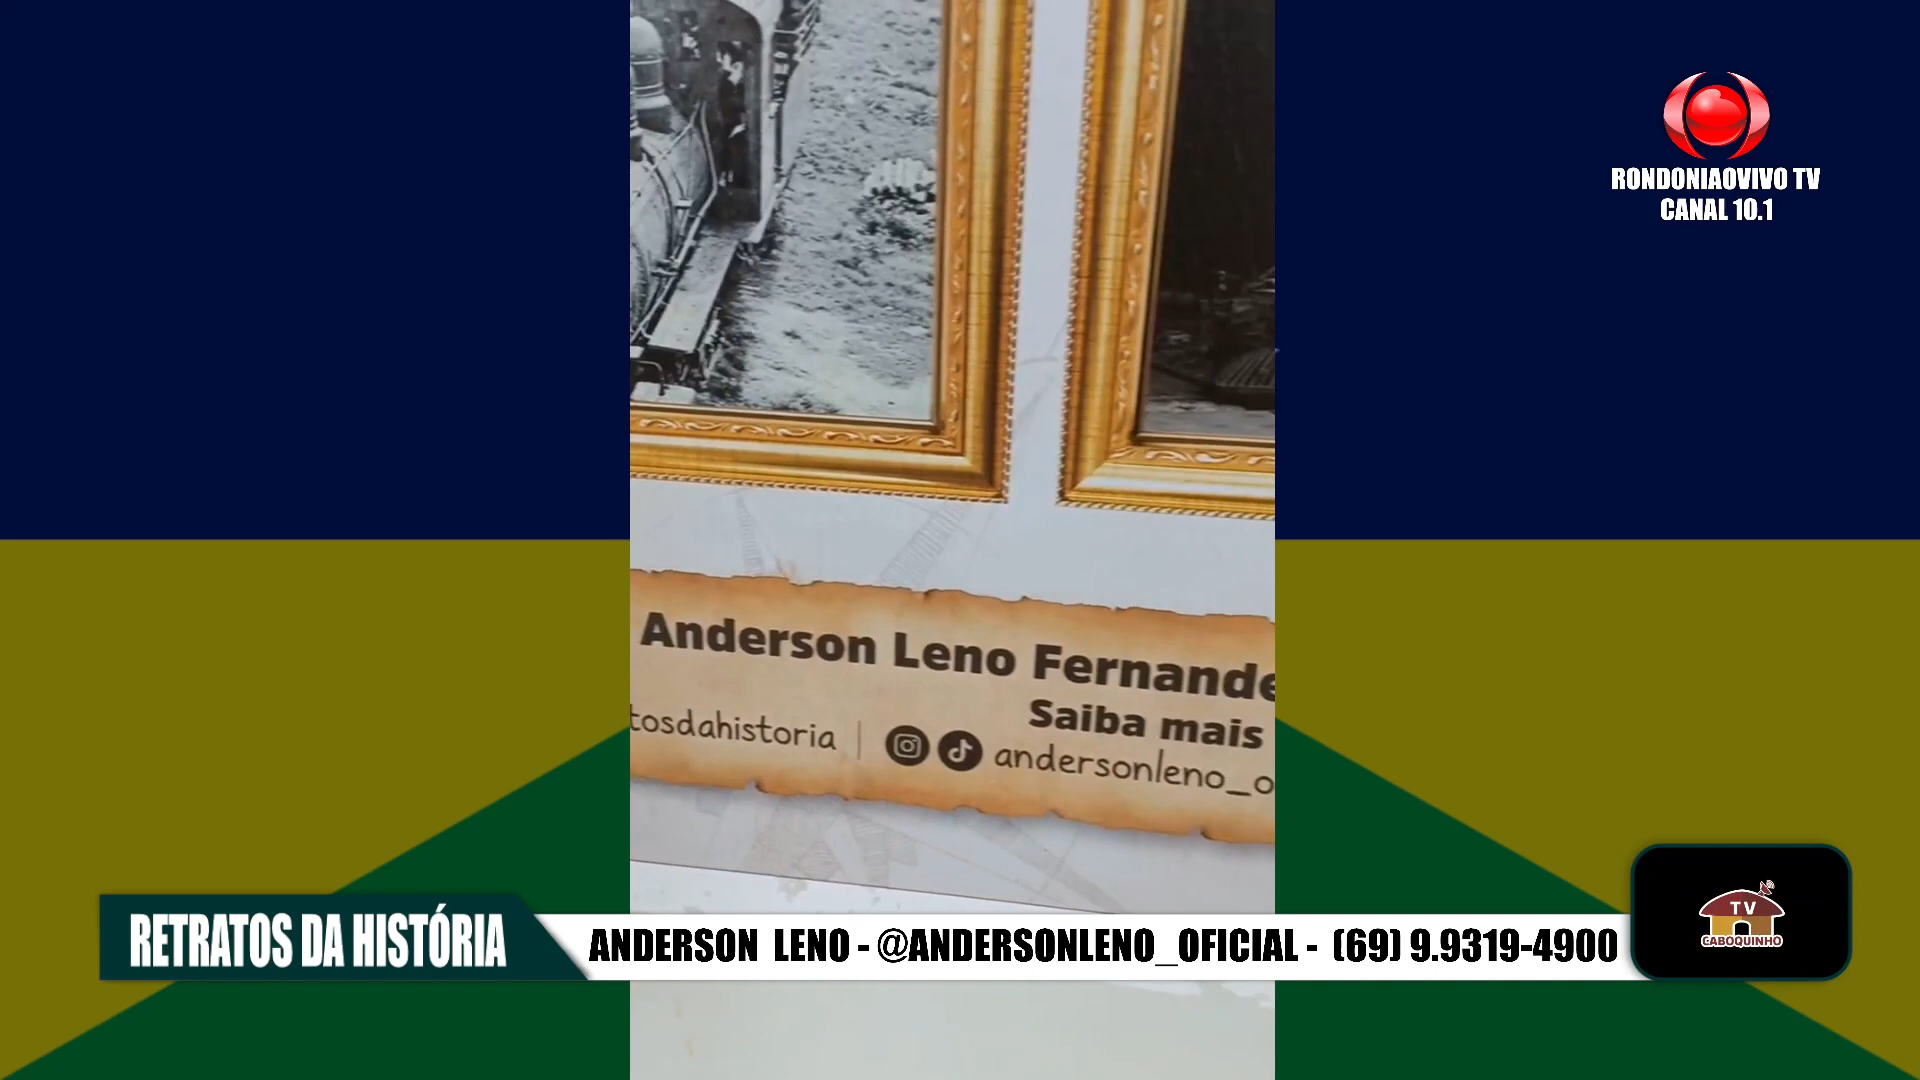 RONDONIAOVIVO TV
CANAL 10.1
Anderson Leno Fernande
Saiba mais
tosdahistoria | andersonleno_o
RETRATOS DA HISTÓRIA
ANDERSON LENO - @ANDERSONLENO_OFICIAL - (69) 9.9319-4900
TV
CABOQUINHO